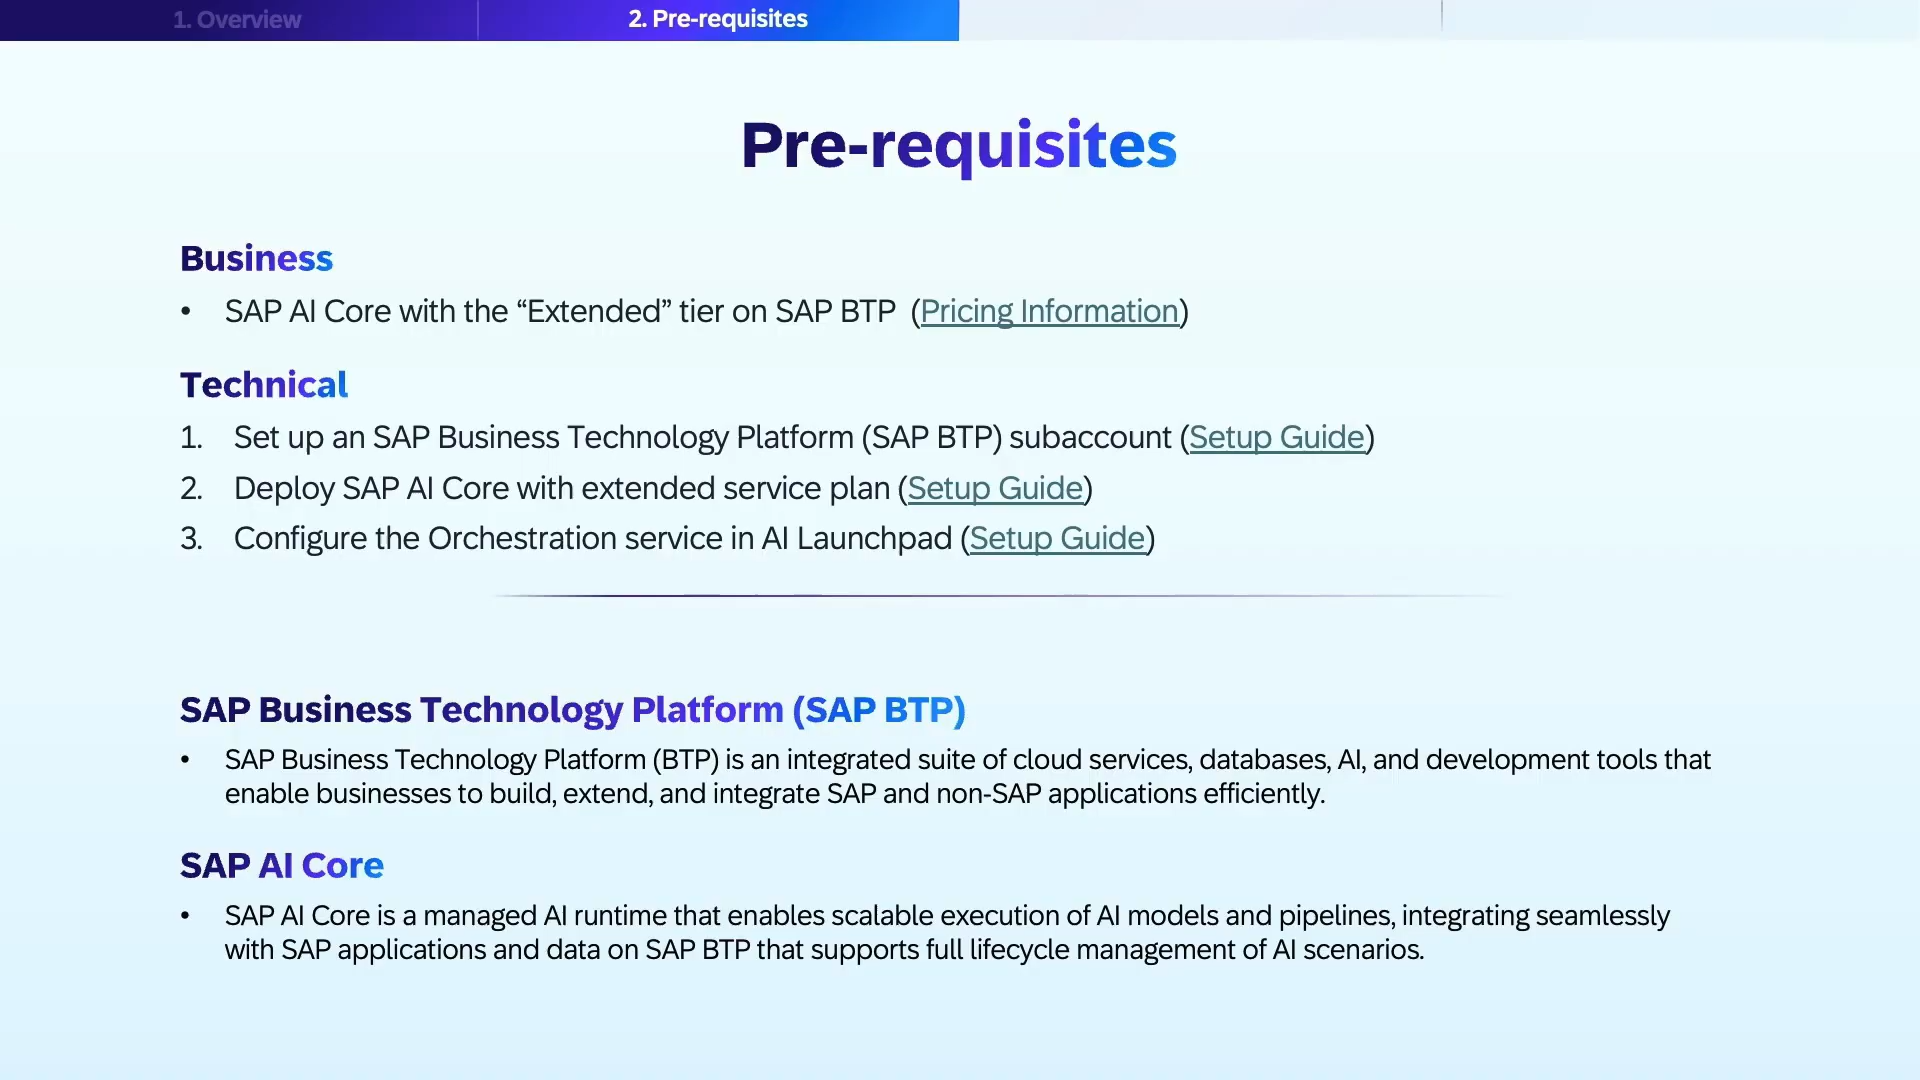 1. Overview
2. Pre-requisites
Pre-requisites
Business
• SAP AI Core with the “Extended” tier on SAP BTP (Pricing Information)
Technical
1. Set up an SAP Business Technology Platform (SAP BTP) subaccount (Setup Guide)
2. Deploy SAP AI Core with extended service plan (Setup Guide)
3. Configure the Orchestration service in AI Launchpad (Setup Guide)
SAP Business Technology Platform (SAP BTP)
• SAP Business Technology Platform (BTP) is an integrated suite of cloud services, databases, AI, and development tools that
enable businesses to build, extend, and integrate SAP and non-SAP applications efficiently.
SAP AI Core
• SAP AI Core is a managed AI runtime that enables scalable execution of AI models and pipelines, integrating seamlessly
with SAP applications and data on SAP BTP that supports full lifecycle management of AI scenarios.